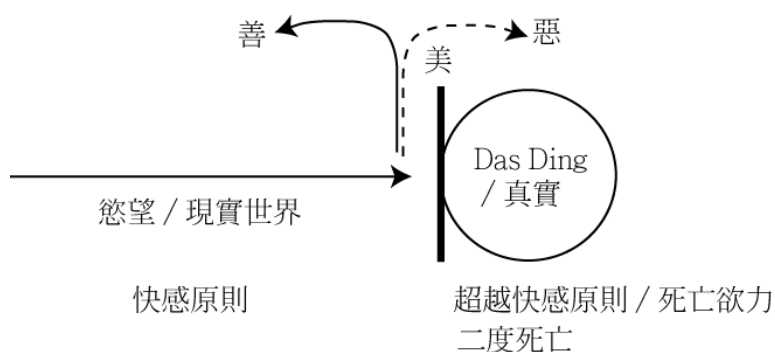 善
惡
美
Das Ding
/ 真實
慾望 / 現實世界
快感原則
超越快感原則 / 死亡欲力
二度死亡